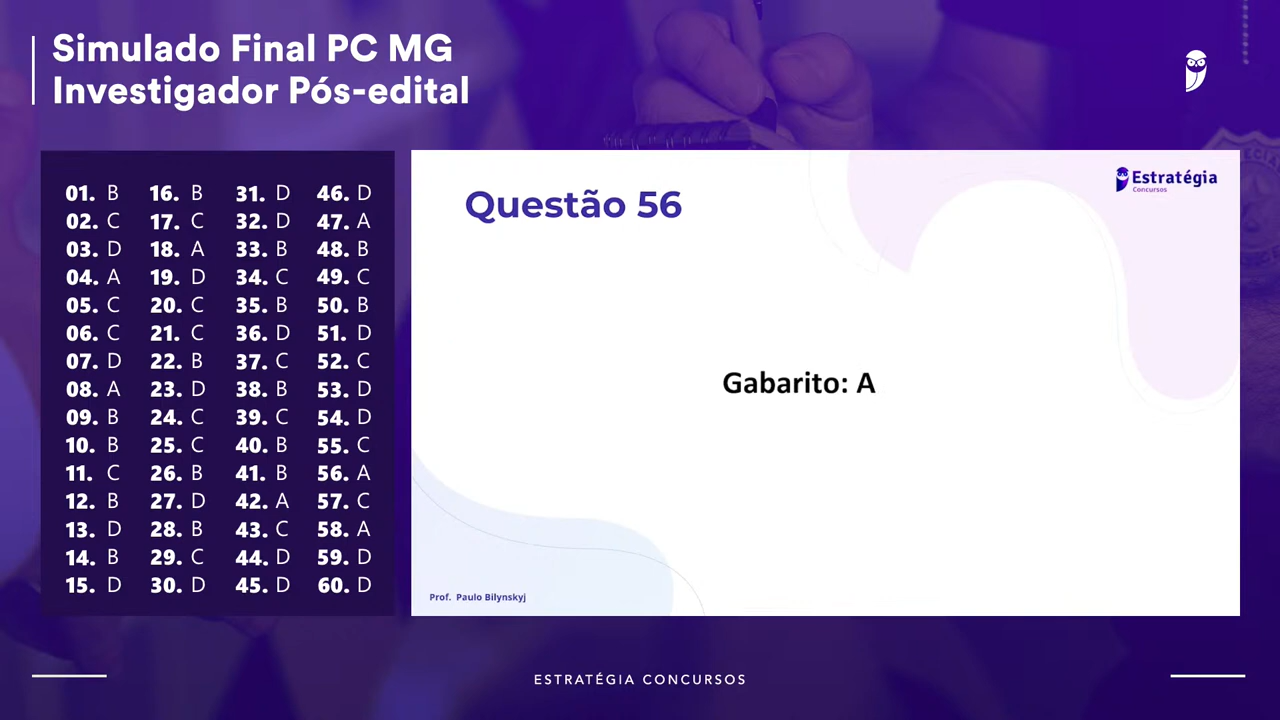 Simulado Final PC MG
Investigador Pós-edital
01. B 16. B 31. D 46. D
02. C 17. C 32. D 47. A
03. D 18. A 33. B 48. B
04. A 19. D 34. C 49. C
05. C 20. C 35. B 50. B
06. C 21. C 36. D 51. D
07. D 22. B 37. C 52. C
08. A 23. D 38. B 53. D
09. B 24. C 39. C 54. D
10. B 25. C 40. B 55. C
11. C 26. B 41. B 56. A
12. B 27. D 42. A 57. C
13. D 28. B 43. C 58. A
14. B 29. C 44. D 59. D
15. D 30. D 45. D 60. D
Estratégia
Concursos
Questão 56
Gabarito: A
Prof. Paulo Bilynskyj
ESTRATÉGIA CONCURSOS